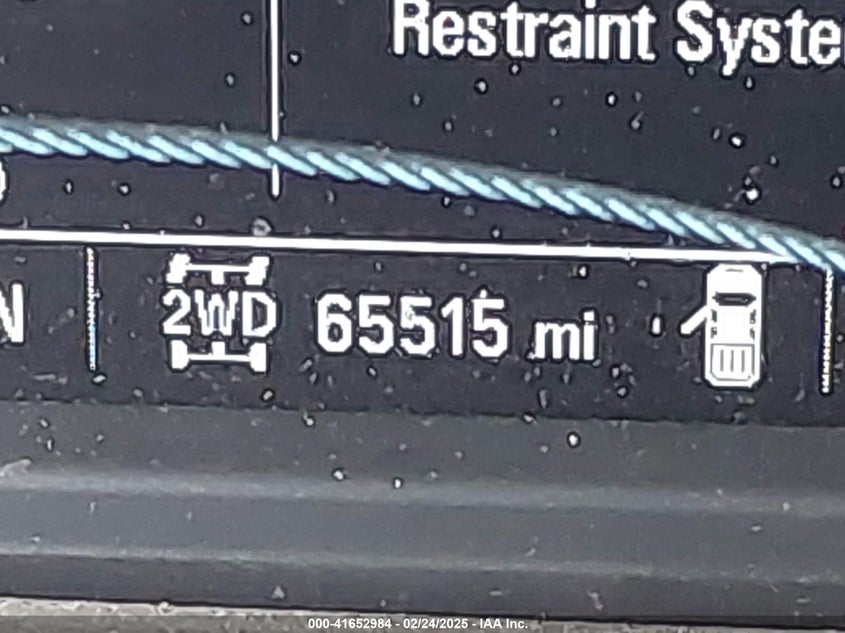 Restraint Syste
N
2WD 65515 mi
000-41652984 - 02/24/2025 - IAA Inc.